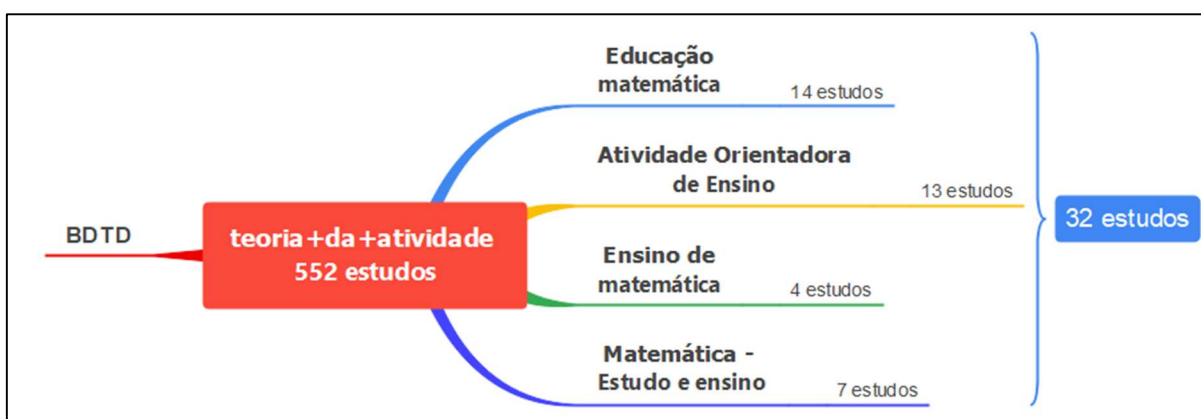 BDTD
teoria+da+atividade
552 estudos
Educação
matemática
14 estudos
Atividade Orientadora
de Ensino
13 estudos
Ensino de
matemática
4 estudos
Matemática -
Estudo e ensino
7 estudos
32 estudos